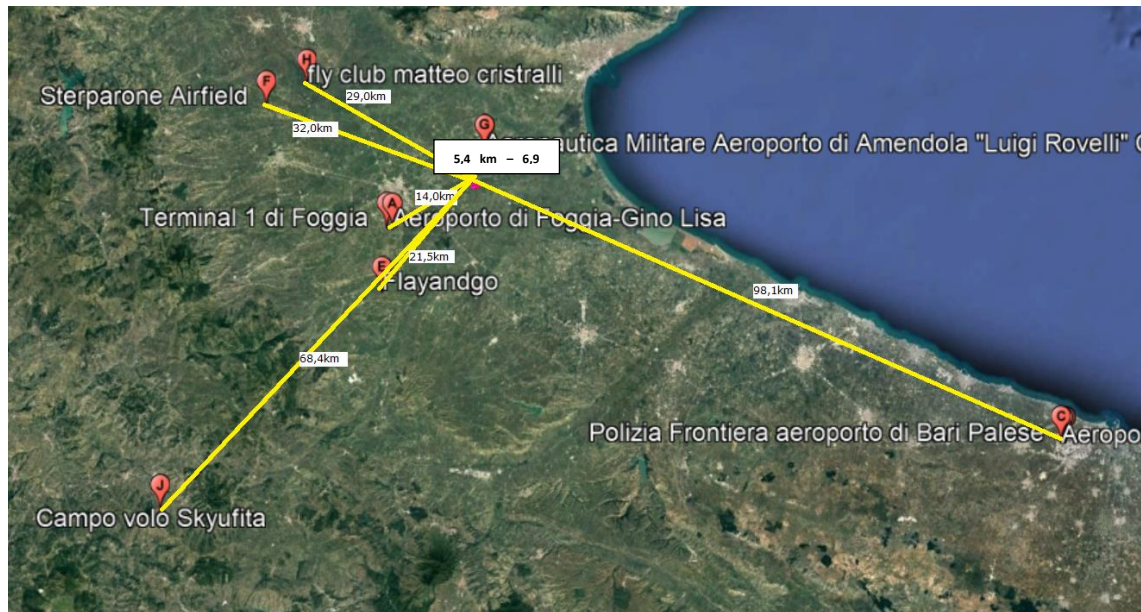 H
fly club matteo cristralli
F
Sterparone Airfield
29,0km
32,0km
G
autica Militare Aeroporto di Amendola "Luigi Rovelli"
5,4 km – 6,9
14,0km
A
Terminal 1 di Foggia
Aeroporto di Foggia-Gino Lisa
21,5km
E
Flayandgo
98,1km
68,4km
C
Polizia Frontiera aeroporto di Bari Palese
Aeropo
J
Campo volo Skyufita